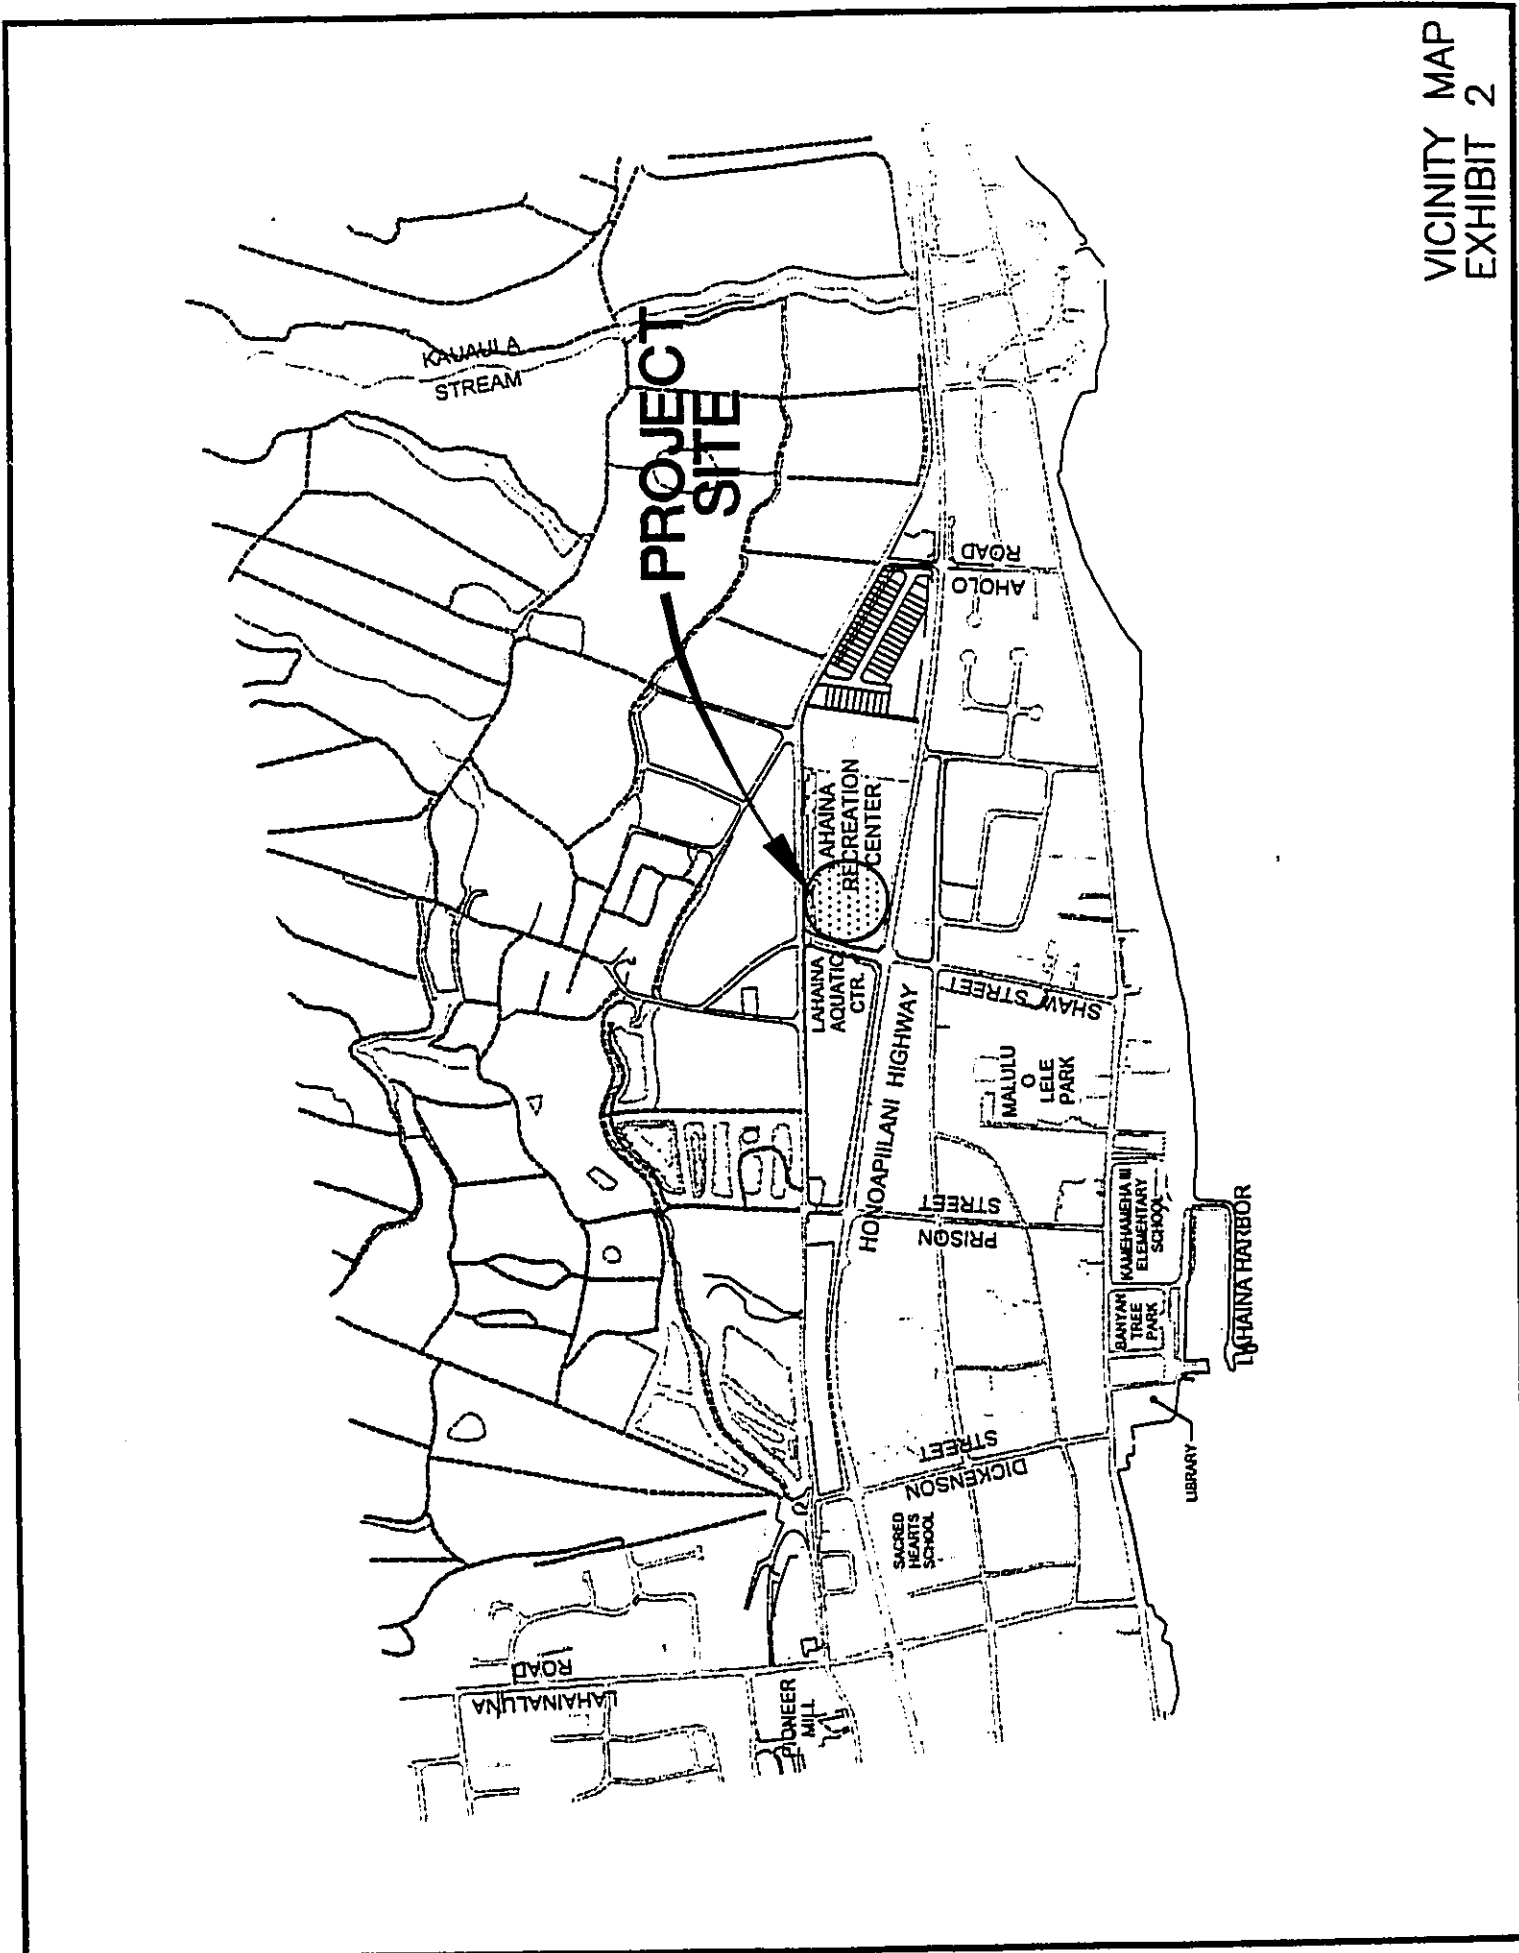 VICINITY MAP
EXHIBIT 2
KAUAULA
STREAM
PROJECT
SITE
AHOLO
ROAD
LAHAINA
RECREATION
CENTER
LAHAINA
AQUATIC
CTR.
HONOAPIILANI HIGHWAY
SHAW STREET
MALULU
O
LELE
PARK
PRISON
STREET
KAMEHAMEHA III
ELEMENTARY
SCHOOL
BANYAN
TREE
PARK
LAHAINA HARBOR
LIBRARY
DICKENSON
STREET
SACRED
HEARTS
SCHOOL
LAHAINALUNA
ROAD
PIONEER
MILL